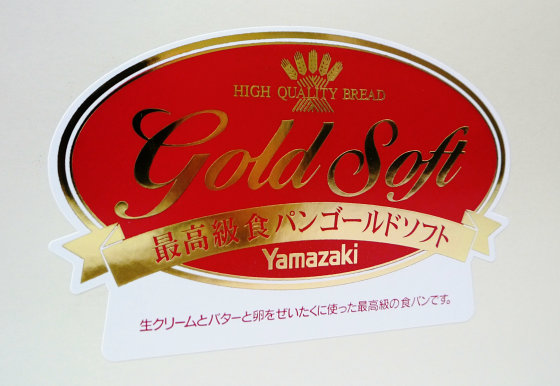 HIGH QUALITY BREAD
Gold Soft
最高級食パンゴールドソフト
Yamazaki
生クリームとバターと卵をぜいたくに使った最高級の食パンです。